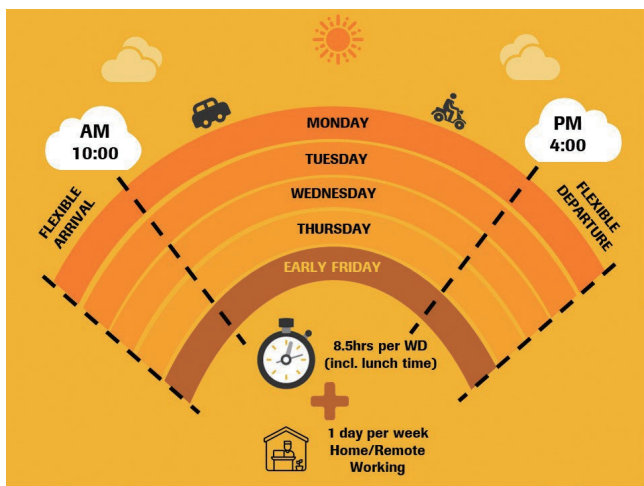 AM
10:00
PM
4:00
FLEXIBLE
ARRIVAL
MONDAY
TUESDAY
WEDNESDAY
THURSDAY
EARLY FRIDAY
FLEXIBLE
DEPARTURE
8.5hrs per WD
(incl. lunch time)
1 day per week
Home/Remote
Working